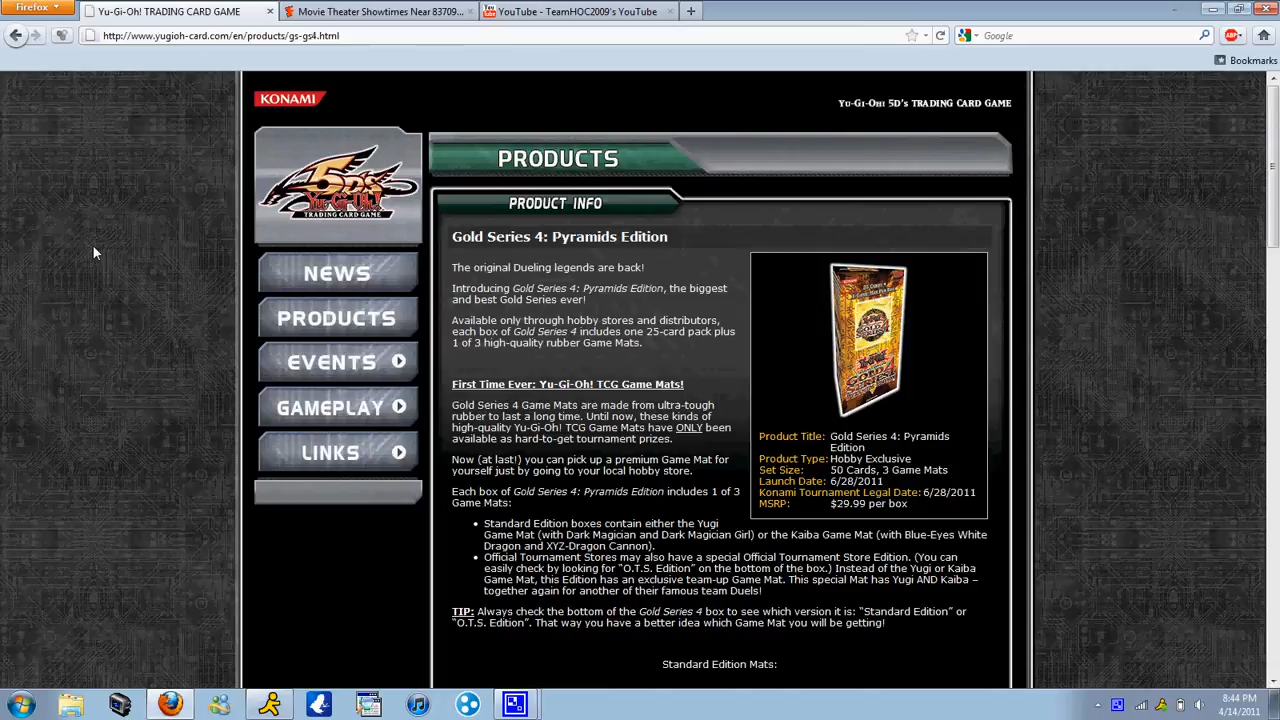 Firefox
Yu-Gi-Oh! TRADING CARD GAME
Movie Theater Showtimes Near 83709...
YouTube - TeamHOC2009's YouTube
http://www.yugioh-card.com/en/products/gs-gs4.html
Google
ABP
Bookmarks
KONAMI
Yu-Gi-Oh! 5D's TRADING CARD GAME
5D's
Yu-Gi-Oh!
TRADING CARD GAME
PRODUCTS
PRODUCT INFO
NEWS
PRODUCTS
EVENTS
GAMEPLAY
LINKS
Gold Series 4: Pyramids Edition
The original Dueling legends are back!
Introducing Gold Series 4: Pyramids Edition, the biggest
and best Gold Series ever!
Available only through hobby stores and distributors,
each box of Gold Series 4 includes one 25-card pack plus
1 of 3 high-quality rubber Game Mats.
First Time Ever: Yu-Gi-Oh! TCG Game Mats!
Gold Series 4 Game Mats are made from ultra-tough
rubber to last a long time. Until now, these kinds of
high-quality Yu-Gi-Oh! TCG Game Mats have ONLY been
available as hard-to-get tournament prizes.
Now (at last!) you can pick up a premium Game Mat for
yourself just by going to your local hobby store.
Each box of Gold Series 4: Pyramids Edition includes 1 of 3
Game Mats:
Product Title: Gold Series 4: Pyramids
Edition
Product Type: Hobby Exclusive
Set Size: 50 Cards, 3 Game Mats
Launch Date: 6/28/2011
Konami Tournament Legal Date: 6/28/2011
MSRP: $29.99 per box
• Standard Edition boxes contain either the Yugi
Game Mat (with Dark Magician and Dark Magician Girl) or the Kaiba Game Mat (with Blue-Eyes White
Dragon and XYZ-Dragon Cannon).
• Official Tournament Stores may also have a special Official Tournament Store Edition. (You can
easily check by looking for "O.T.S. Edition" on the bottom of the box.) Instead of the Yugi or Kaiba
Game Mat, this Edition has an exclusive team-up Game Mat. This special Mat has Yugi AND Kaiba –
together again for another of their famous team Duels!
TIP: Always check the bottom of the Gold Series 4 box to see which version it is: "Standard Edition" or
"O.T.S. Edition". That way you have a better idea which Game Mat you will be getting!
Standard Edition Mats:
8:44 PM
4/14/2011